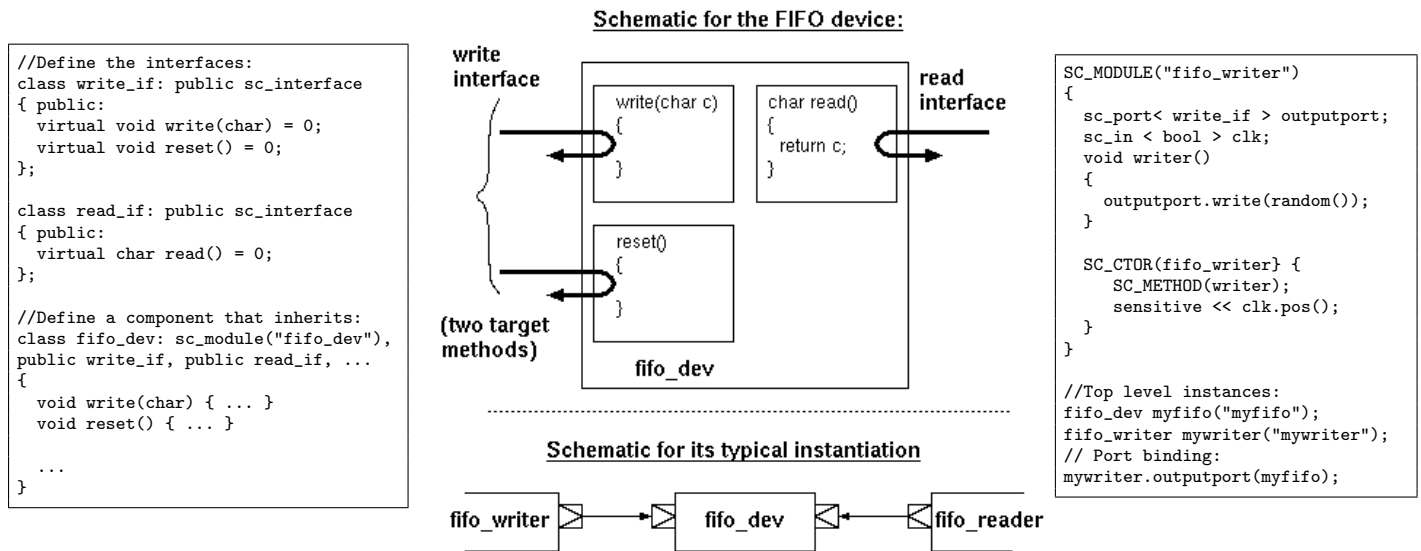 //Define the interfaces:
class write_if: public sc_interface
{ public:
  virtual void write(char) = 0;
  virtual void reset() = 0;
};
class read_if: public sc_interface
{ public:
  virtual char read() = 0;
};
//Define a component that inherits:
class fifo_dev: sc_module("fifo_dev"),
public write_if, public read_if, ...
{
  void write(char) { ... }
  void reset() { ... }
  ...
}
Schematic for the FIFO device:
write
interface
write(char c)
{
}
char read()
{
return c;
}
read
interface
reset()
{
}
(two target
methods)
fifo_dev
Schematic for its typical instantiation
fifo_writer
fifo_dev
fifo_reader
SC_MODULE("fifo_writer")
{
  sc_port< write_if > outputport;
  sc_in < bool > clk;
  void writer()
  {
    outputport.write(random());
  }
  SC_CTOR(fifo_writer} {
    SC_METHOD(writer);
    sensitive << clk.pos();
  }
}
//Top level instances:
fifo_dev myfifo("myfifo");
fifo_writer mywriter("mywriter");
// Port binding:
mywriter.outputport(myfifo);